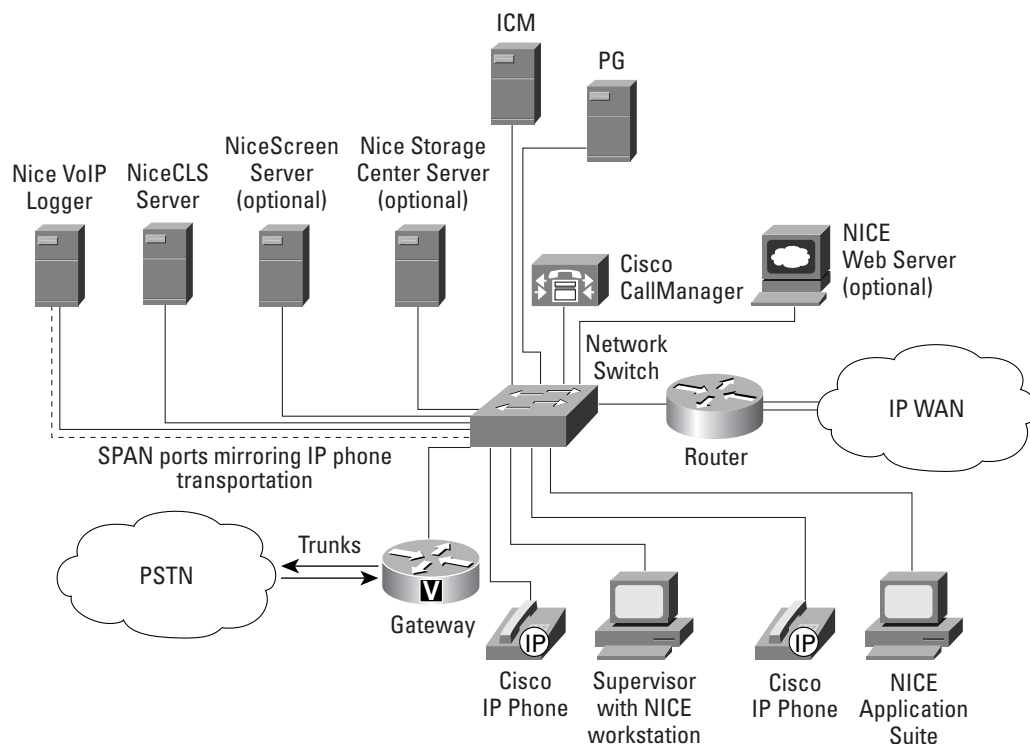 ICM
PG
Nice VoIP
Logger
NiceCLS
Server
NiceScreen
Server
(optional)
Nice Storage
Center Server
(optional)
Cisco
CallManager
NICE
Web Server
(optional)
Network
Switch
IP WAN
Router
SPAN ports mirroring IP phone
transportation
PSTN
Trunks
V
Gateway
IP
Cisco
IP Phone
Supervisor
with NICE
workstation
IP
Cisco
IP Phone
NICE
Application
Suite